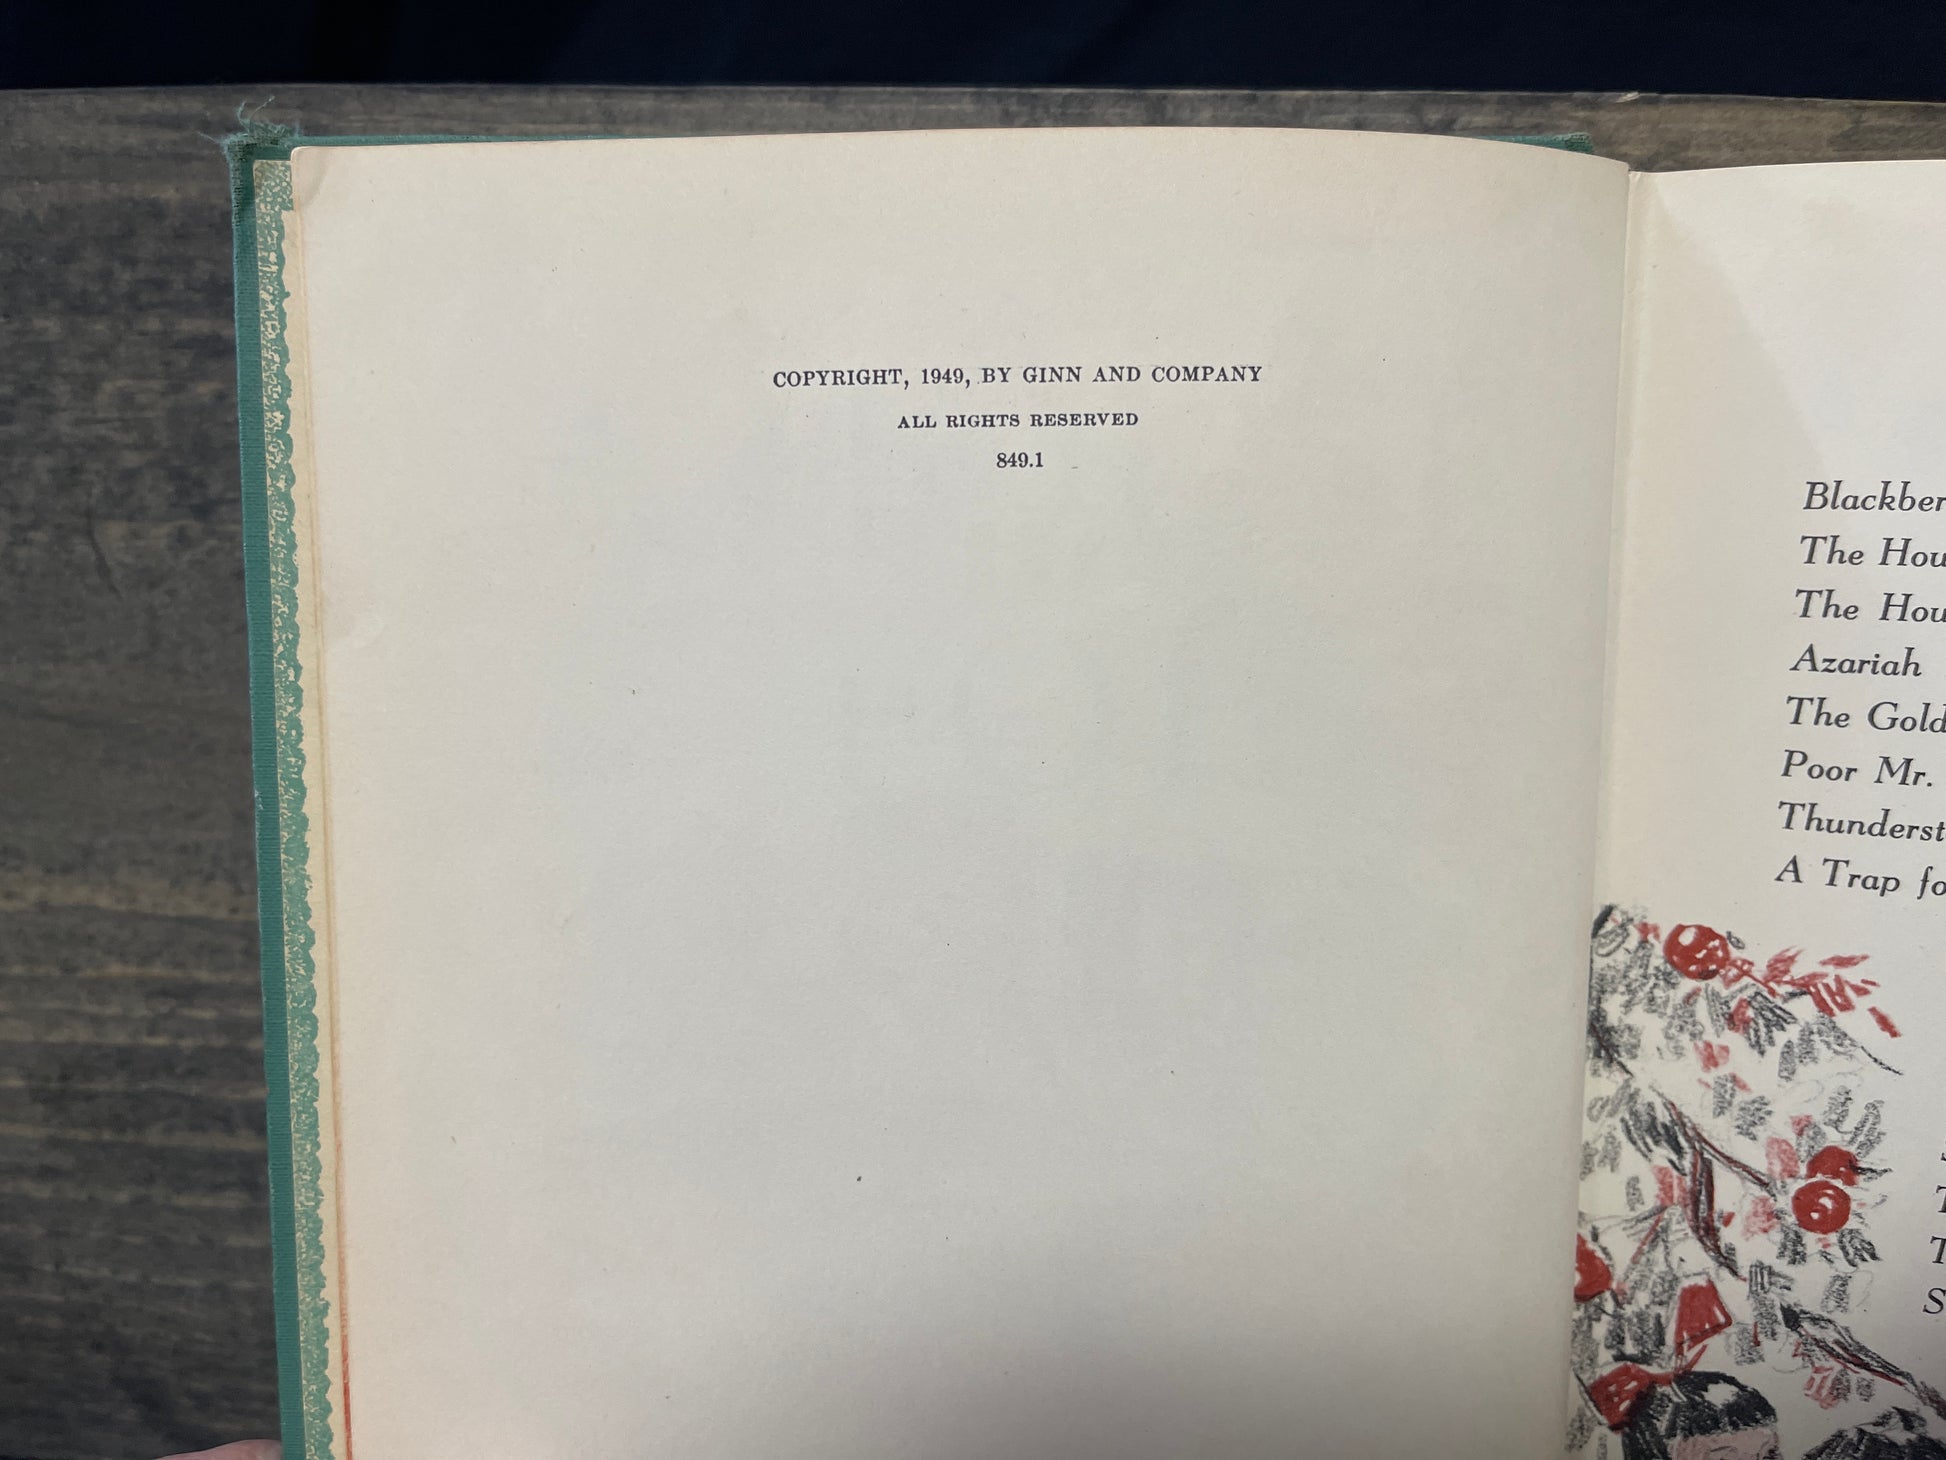 COPYRIGHT, 1949, BY GINN AND COMPANY
ALL RIGHTS RESERVED
849.1
Blackber
The Hou
The Hou
Azariah
The Gold
Poor Mr.
Thunderst
A Trap fo
T
T
S